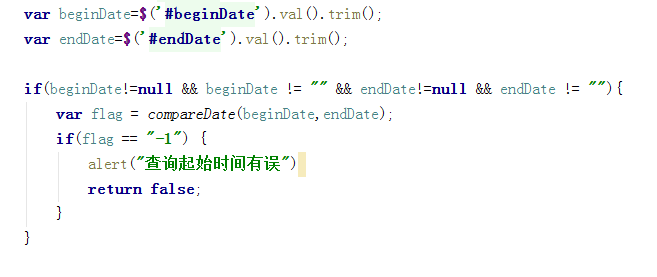 var beginDate=$('#beginDate').val().trim();
var endDate=$('#endDate').val().trim();
if(beginDate!=null && beginDate != "" && endDate!=null && endDate != ""){
var flag = compareDate(beginDate,endDate);
if(flag == "-1") {
alert("查询起始时间有误")
return false;
}
}